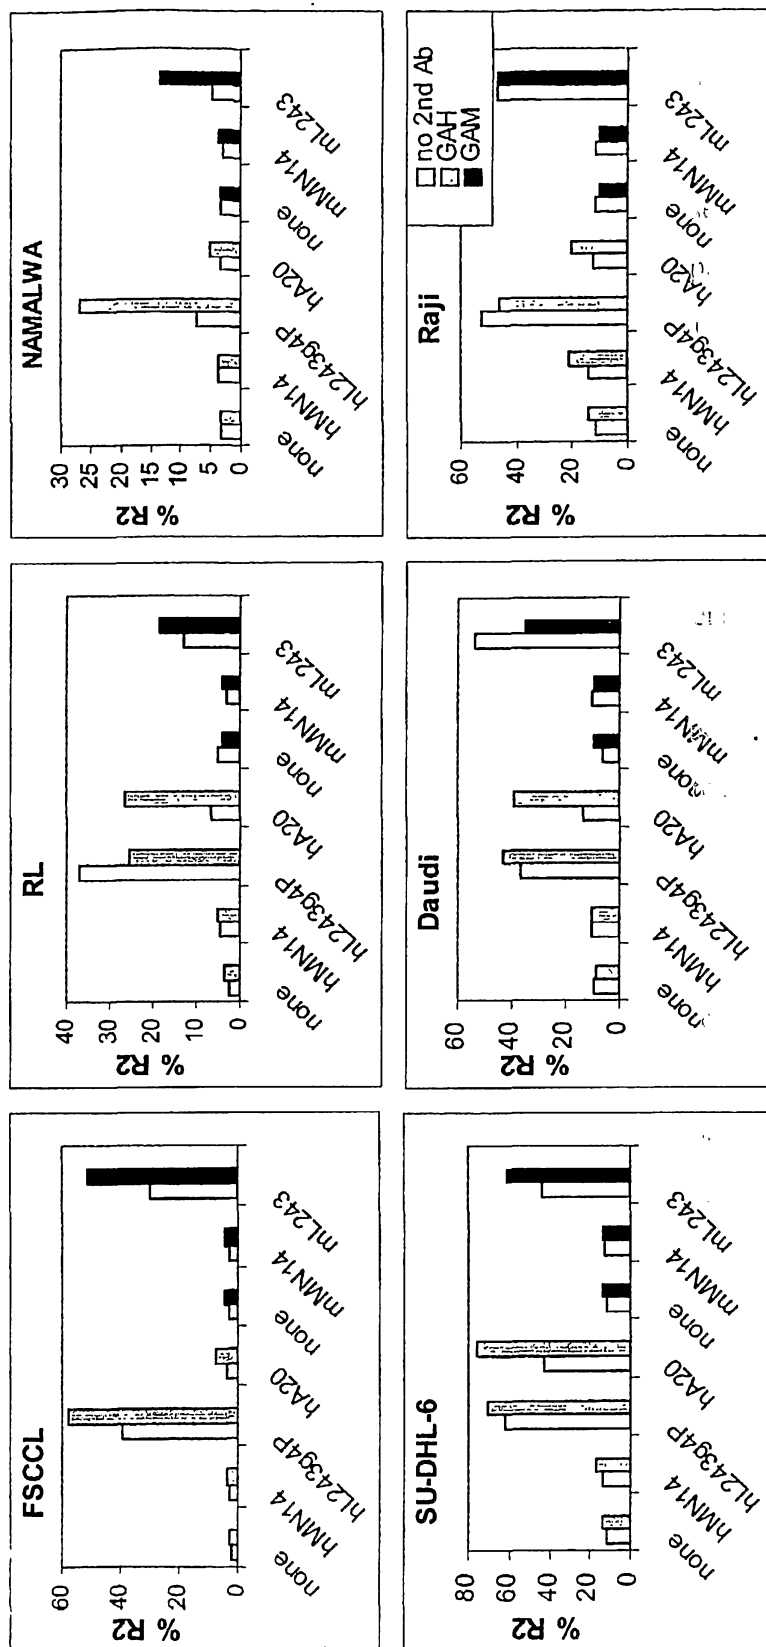 FSCCL
60
40
20
0
% R2
none
hMN14
hL243g4P
hA20
none
mMN14
mL243
RL
40
30
20
10
0
% R2
none
hMN14
hL243g4P
hA20
none
mMN14
mL243
NAMALWA
30
25
20
15
10
5
0
% R2
none
hMN14
hL243g4P
hA20
none
mMN14
mL243
SU-DHL-6
80
60
40
20
0
% R2
none
hMN14
hL243g4P
hA20
none
mMN14
mL243
Daudi
60
40
20
0
% R2
none
hMN14
hL243g4P
hA20
none
mMN14
mL243
Raji
60
40
20
0
% R2
none
hMN14
hL243g4P
hA20
none
mMN14
mL243
no 2nd Ab
GAH
GAM